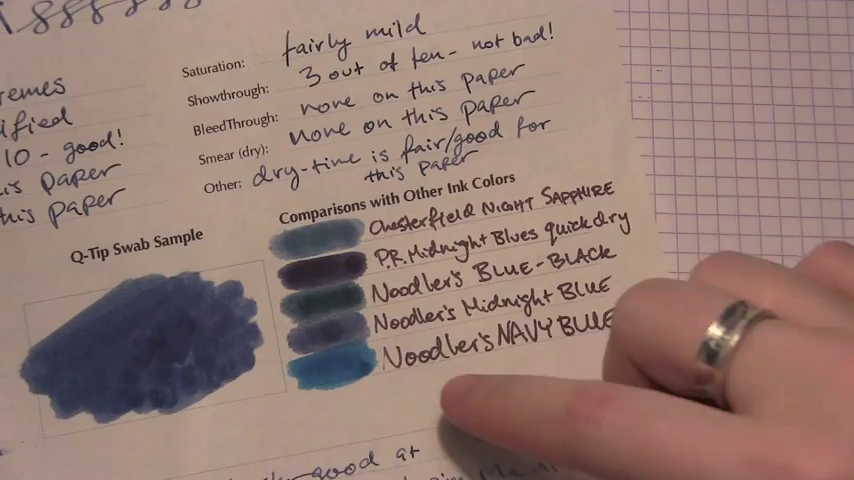 Saturation: fairly mild
Showthrough: 3 out of ten - not bad!
BleedThrough: none on this paper
Smear (dry): none on this paper
Other: dry-time is fair/good for
this paper
emes
ified
10 - good!
is paper
this paper
Comparisons with Other Ink Colors
Chesterfield NIGHT SAPPHIRE
P.R. Midnight Blues quickdry
Noodler's BLUE-BLACK
Noodler's Midnight BLUE
Noodler's NAVY BLUE
Q-Tip Swab Sample
good at